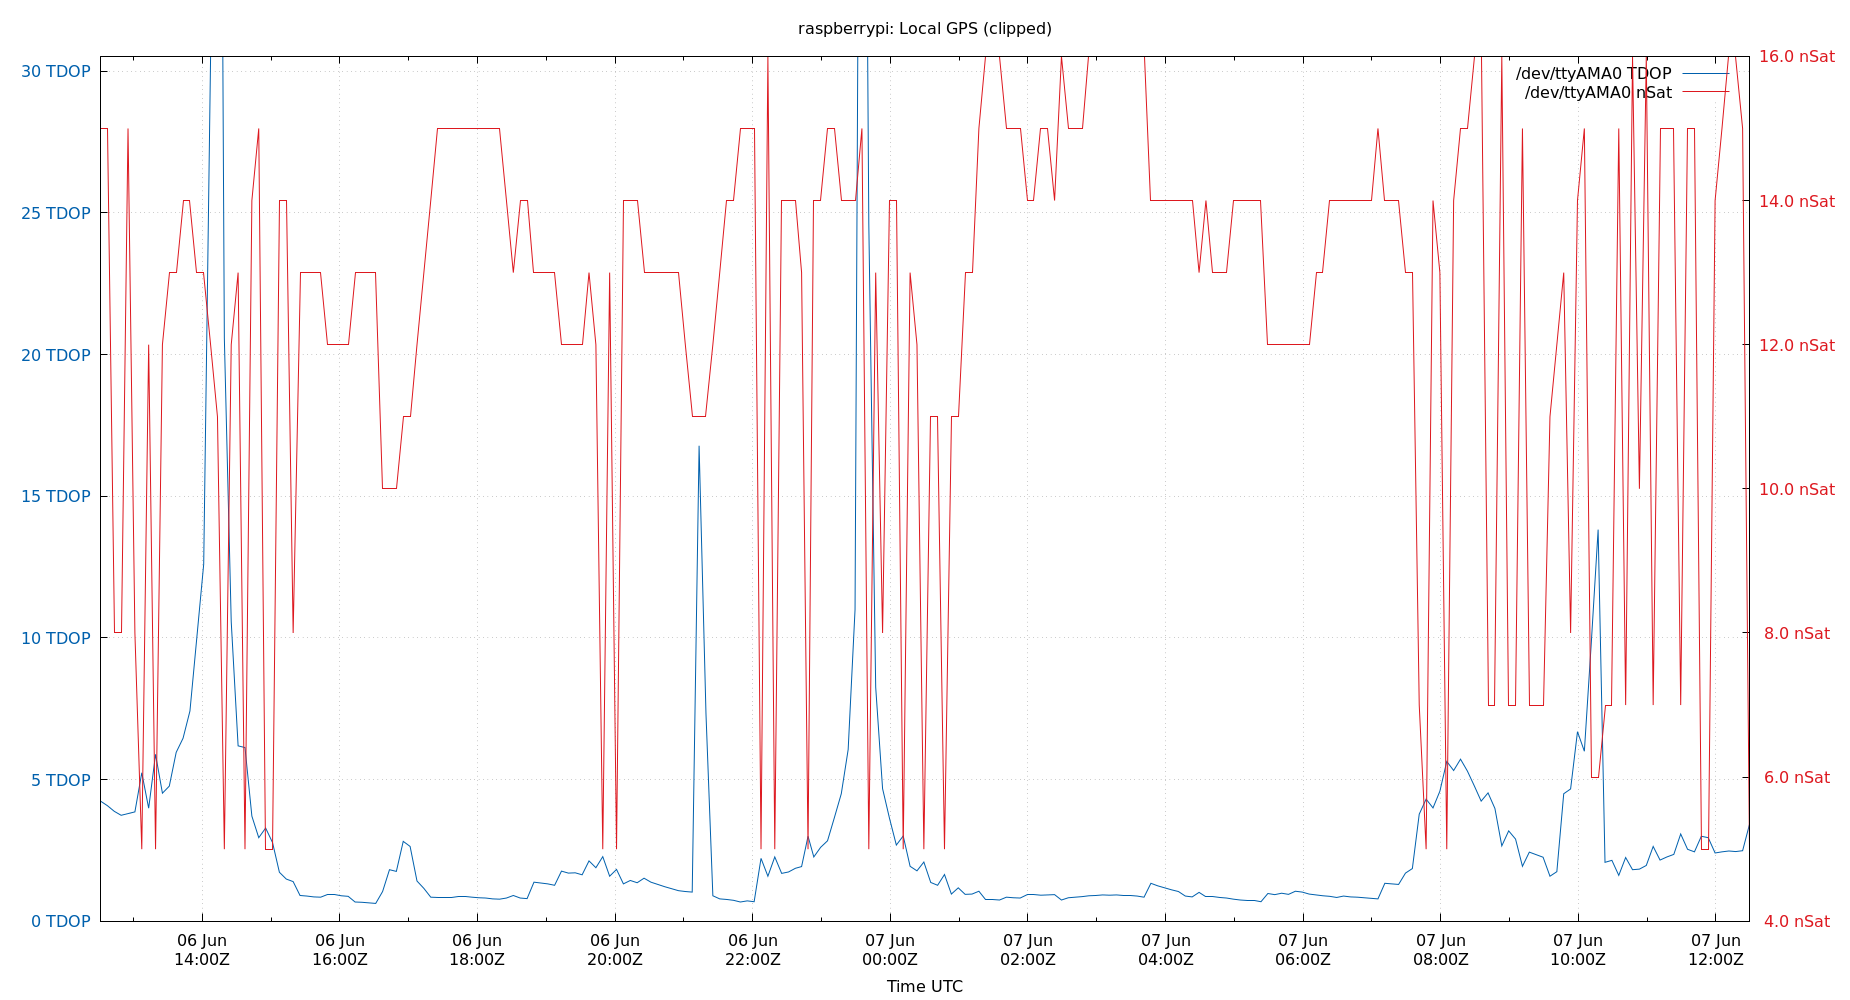 raspberrypi: Local GPS (clipped)
30 TDOP
25 TDOP
20 TDOP
15 TDOP
10 TDOP
5 TDOP
0 TDOP
16.0 nSat
14.0 nSat
12.0 nSat
10.0 nSat
8.0 nSat
6.0 nSat
4.0 nSat
/dev/ttyAMA0 TDOP
/dev/ttyAMA0 nSat
06 Jun
14:00Z
06 Jun
16:00Z
06 Jun
18:00Z
06 Jun
20:00Z
06 Jun
22:00Z
07 Jun
00:00Z
07 Jun
02:00Z
07 Jun
04:00Z
07 Jun
06:00Z
07 Jun
08:00Z
07 Jun
10:00Z
07 Jun
12:00Z
Time UTC